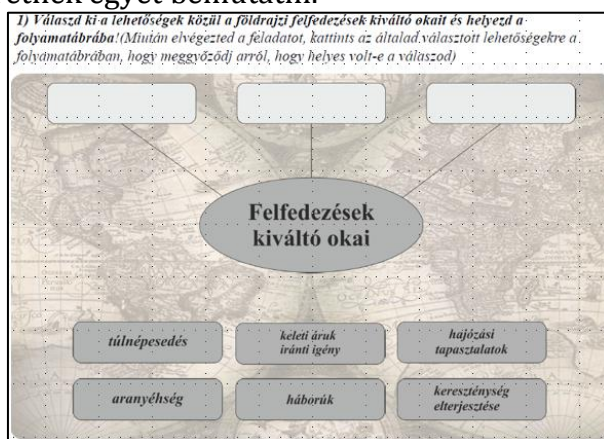 1) Válaszd ki a lehetőségek közül a földrajzi felfedezések kiváltó okait és helyezd a
folyamatábrába!(Miután elvégezted a feladatot, kattints az általad választott lehetőségekre a
folyamatábrában, hogy meggyőződj arról, hogy helyes volt-e a válaszod)
Felfedezések
kiváltó okai
túlnépesedés
keleti áruk
iránti igény
hajózási
tapasztalatok
aranyéhség
háborúk
kereszténység
elterjesztése